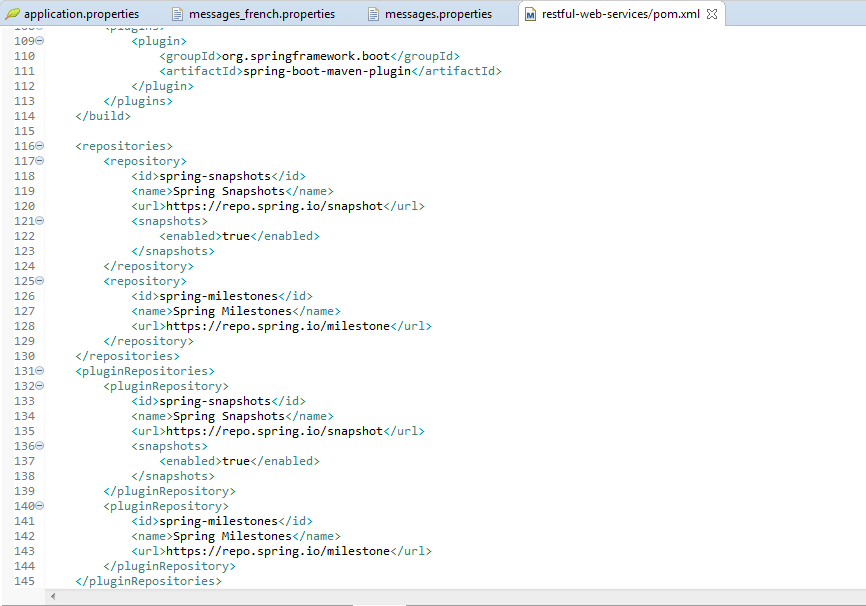 application.properties messages_french.properties messages.properties restful-web-services/pom.xml
109 <plugin>
110 <groupId>org.springframework.boot</groupId>
111 <artifactId>spring-boot-maven-plugin</artifactId>
112 </plugin>
113 </plugins>
114 </build>
115
116 <repositories>
117 <repository>
118 <id>spring-snapshots</id>
119 <name>Spring Snapshots</name>
120 <url>https://repo.spring.io/snapshot</url>
121 <snapshots>
122 <enabled>true</enabled>
123 </snapshots>
124 </repository>
125 <repository>
126 <id>spring-milestones</id>
127 <name>Spring Milestones</name>
128 <url>https://repo.spring.io/milestone</url>
129 </repository>
130 </repositories>
131 <pluginRepositories>
132 <pluginRepository>
133 <id>spring-snapshots</id>
134 <name>Spring Snapshots</name>
135 <url>https://repo.spring.io/snapshot</url>
136 <snapshots>
137 <enabled>true</enabled>
138 </snapshots>
139 </pluginRepository>
140 <pluginRepository>
141 <id>spring-milestones</id>
142 <name>Spring Milestones</name>
143 <url>https://repo.spring.io/milestone</url>
144 </pluginRepository>
145 </pluginRepositories>